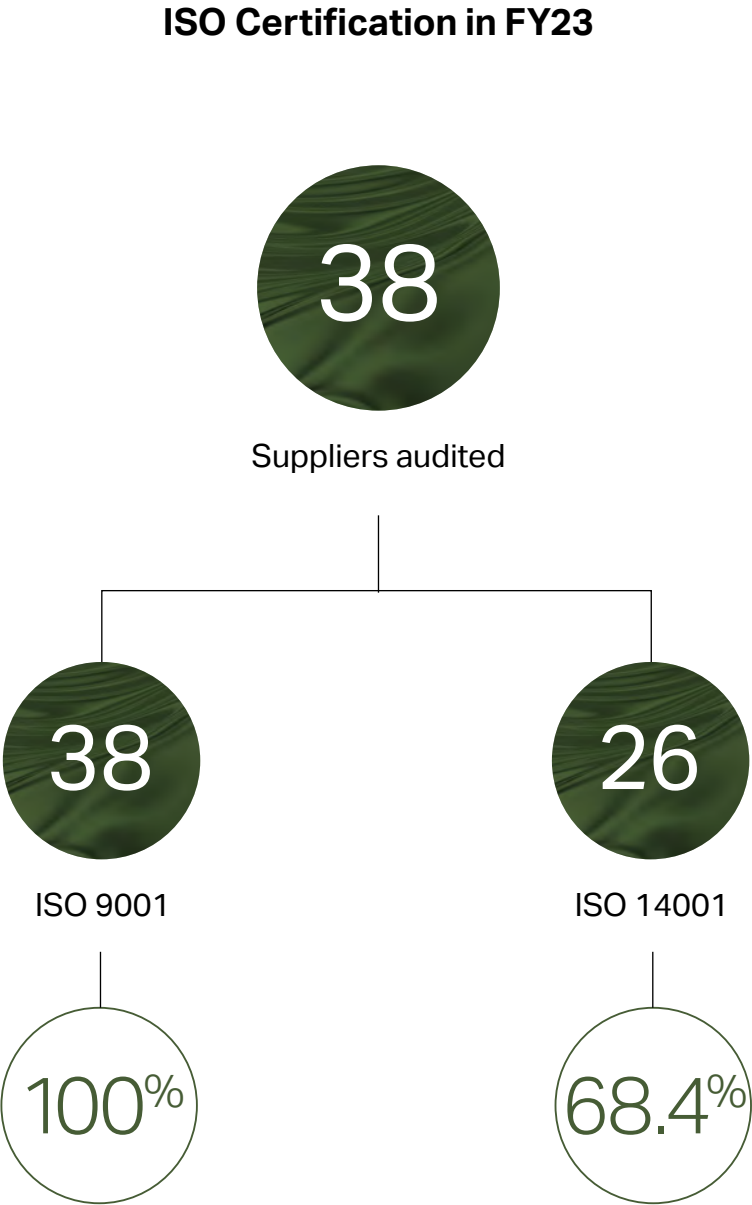 ISO Certification in FY23
38
Suppliers audited
38
26
ISO 9001
ISO 14001
100%
68.4%